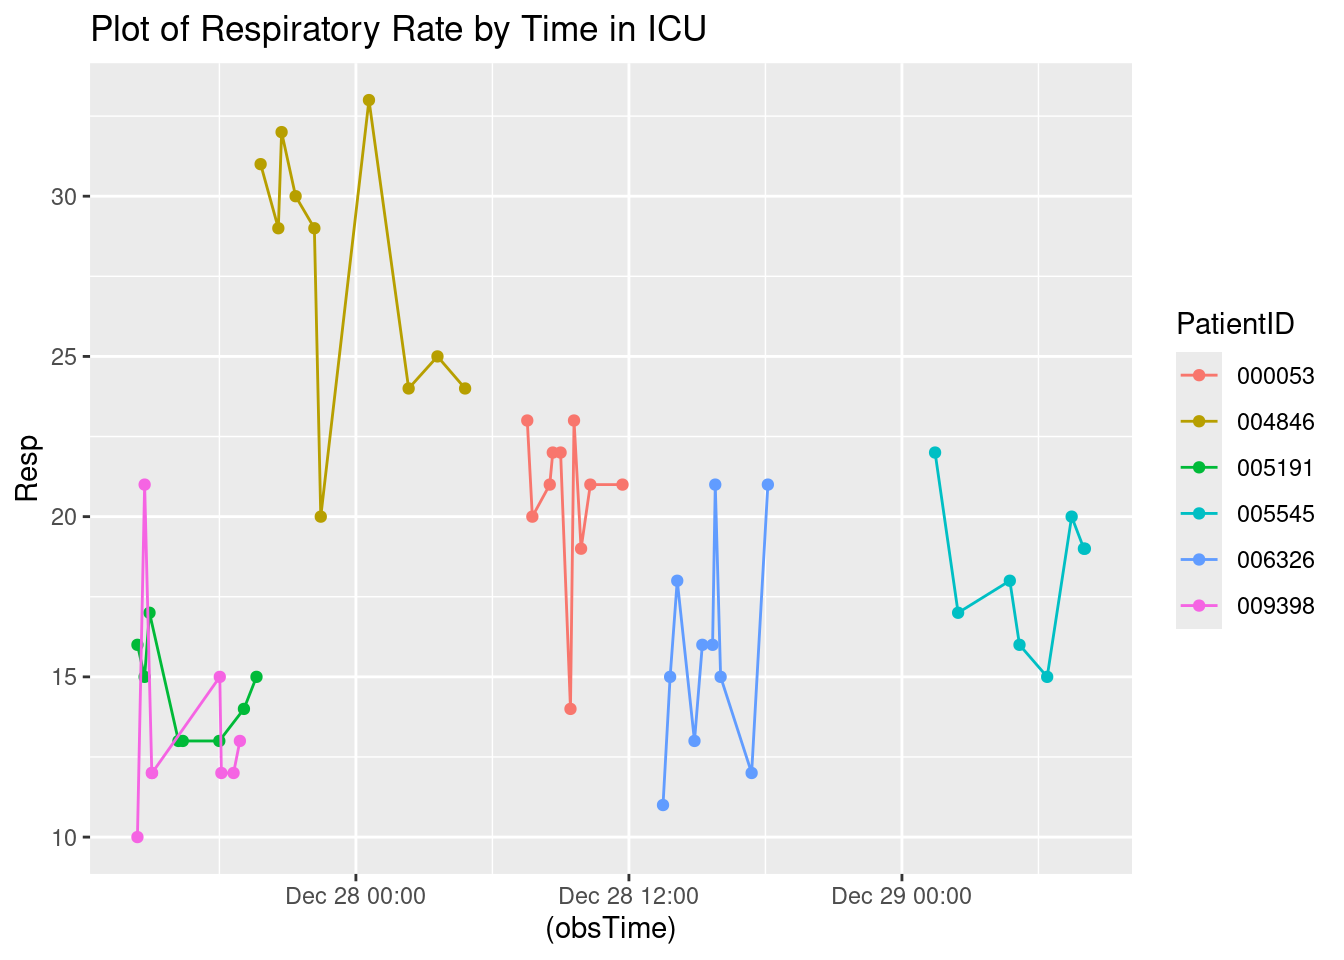 Plot of Respiratory Rate by Time in ICU
Resp
30
25
20
15
10
Dec 28 00:00
Dec 28 12:00
Dec 29 00:00
(obsTime)
PatientID
000053
004846
005191
005545
006326
009398